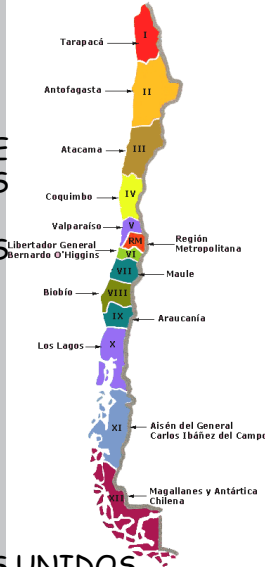 I
Tarapacá
Antofagasta
II
Atacama
III
Coquimbo
IV
Valparaíso
V
RM
Región
Metropolitana
Libertador General
Bernardo O'Higgins
VI
VII
Maule
Biobío
VIII
IX
Araucanía
Los Lagos
X
XI
Aisén del General
Carlos Ibáñez del Campo
XII
Magallanes y Antártica
Chilena
UNIDOS